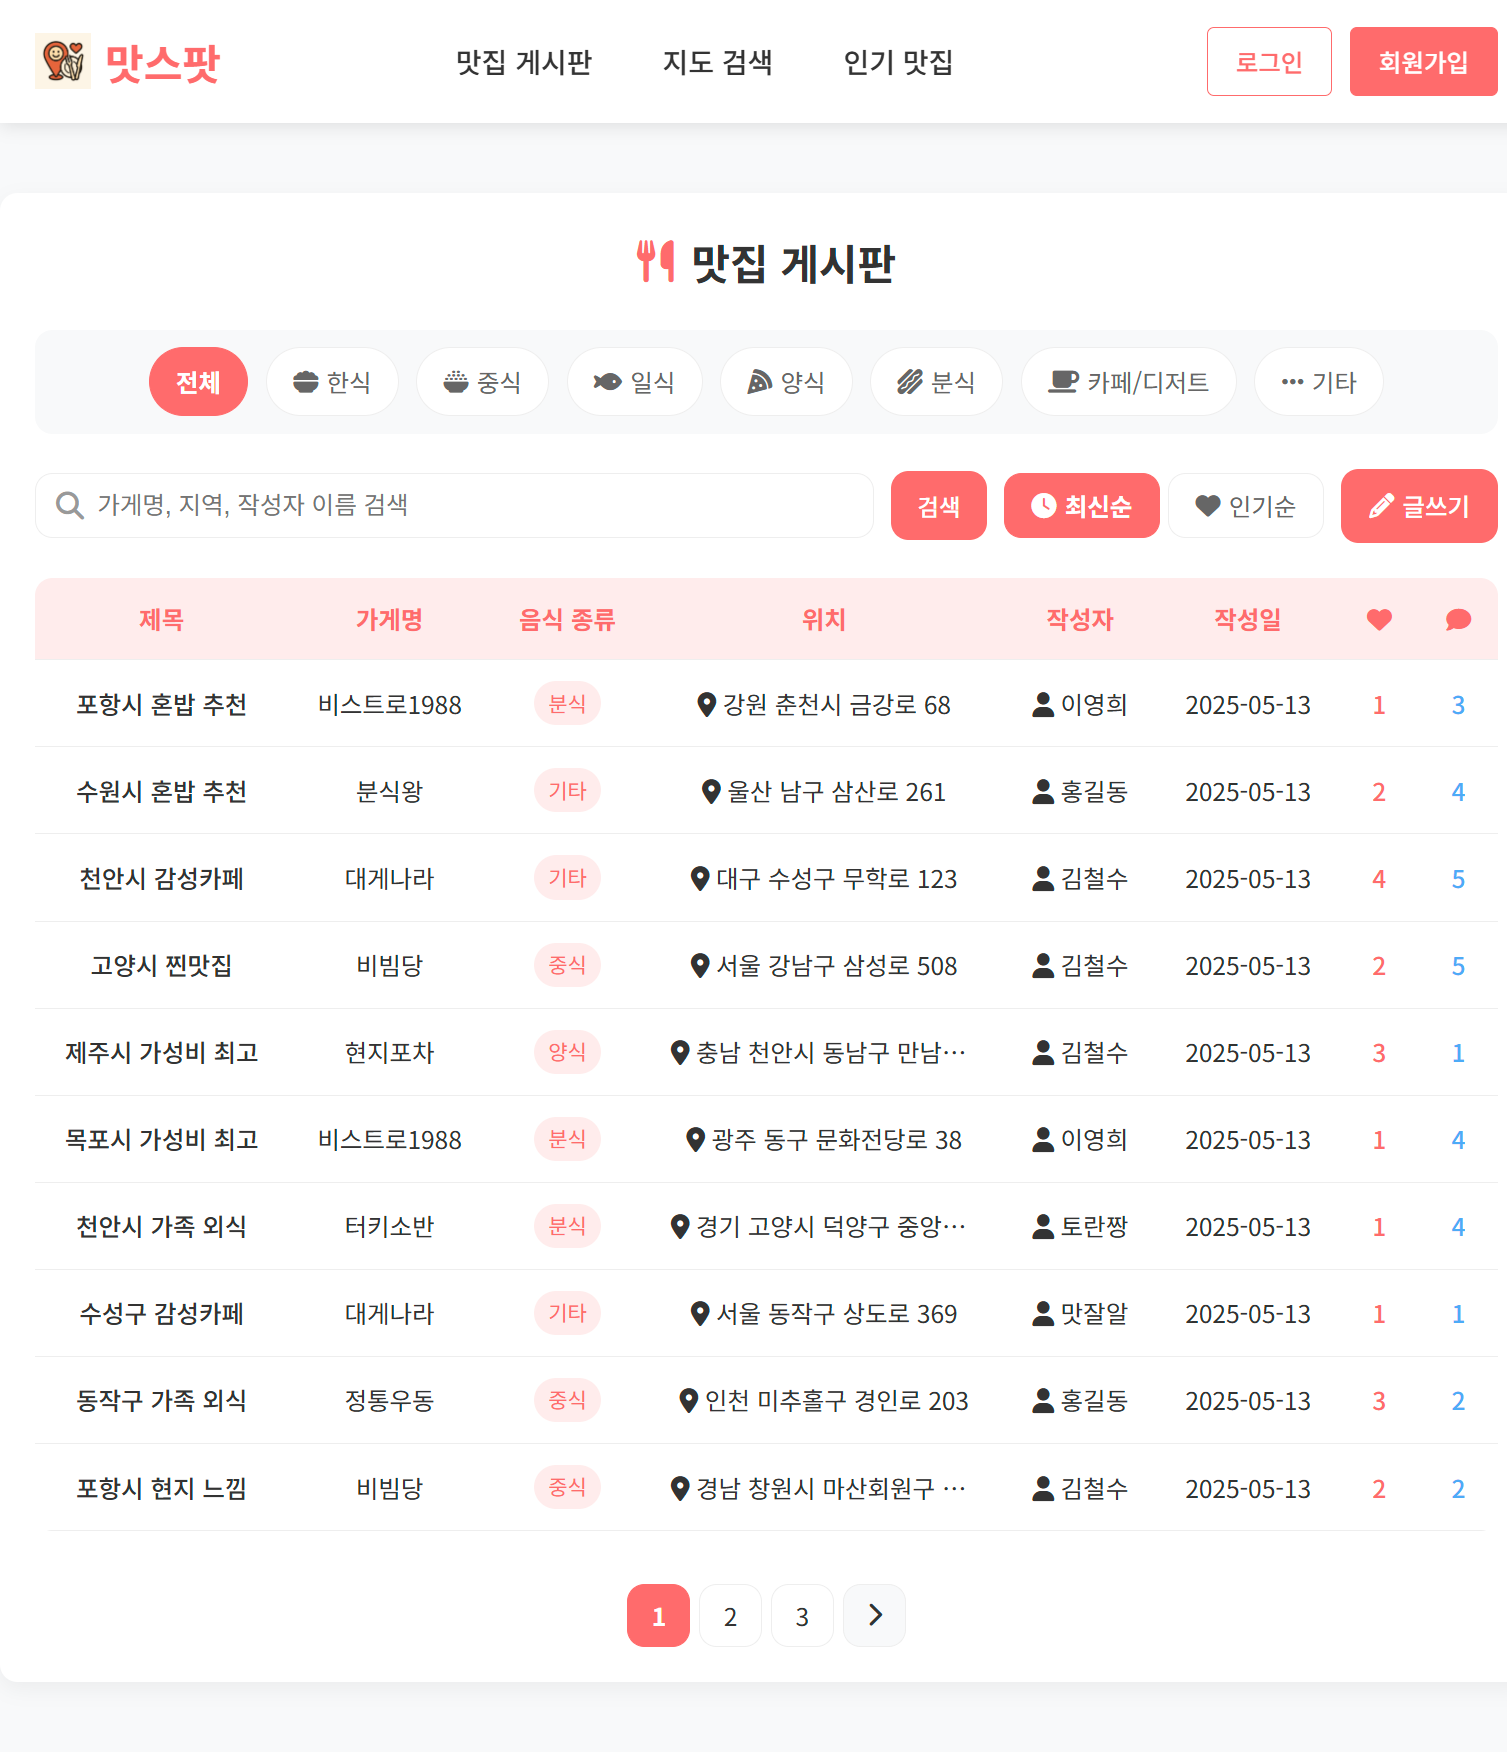 맛스팟 맛집 게시판 지도 검색 인기 맛집 로그인 회원가입
맛집 게시판
전체 한식 중식 일식 양식 분식 카페/디저트 기타
가게명, 지역, 작성자 이름 검색 검색 최신순 인기순 글쓰기
제목 가게명 음식 종류 위치 작성자 작성일
포항시 혼밥 추천 비스트로1988 분식 강원 춘천시 금강로 68 이영희 2025-05-13 1 3
수원시 혼밥 추천 분식왕 기타 울산 남구 삼산로 261 홍길동 2025-05-13 2 4
천안시 감성카페 대게나라 기타 대구 수성구 무학로 123 김철수 2025-05-13 4 5
고양시 찐맛집 비빔당 중식 서울 강남구 삼성로 508 김철수 2025-05-13 2 5
제주시 가성비 최고 현지포차 양식 충남 천안시 동남구 만남… 김철수 2025-05-13 3 1
목포시 가성비 최고 비스트로1988 분식 광주 동구 문화전당로 38 이영희 2025-05-13 1 4
천안시 가족 외식 터키소반 분식 경기 고양시 덕양구 중앙… 토란짱 2025-05-13 1 4
수성구 감성카페 대게나라 기타 서울 동작구 상도로 369 맛잘알 2025-05-13 1 1
동작구 가족 외식 정통우동 중식 인천 미추홀구 경인로 203 홍길동 2025-05-13 3 2
포항시 현지 느낌 비빔당 중식 경남 창원시 마산회원구 … 김철수 2025-05-13 2 2
1 2 3